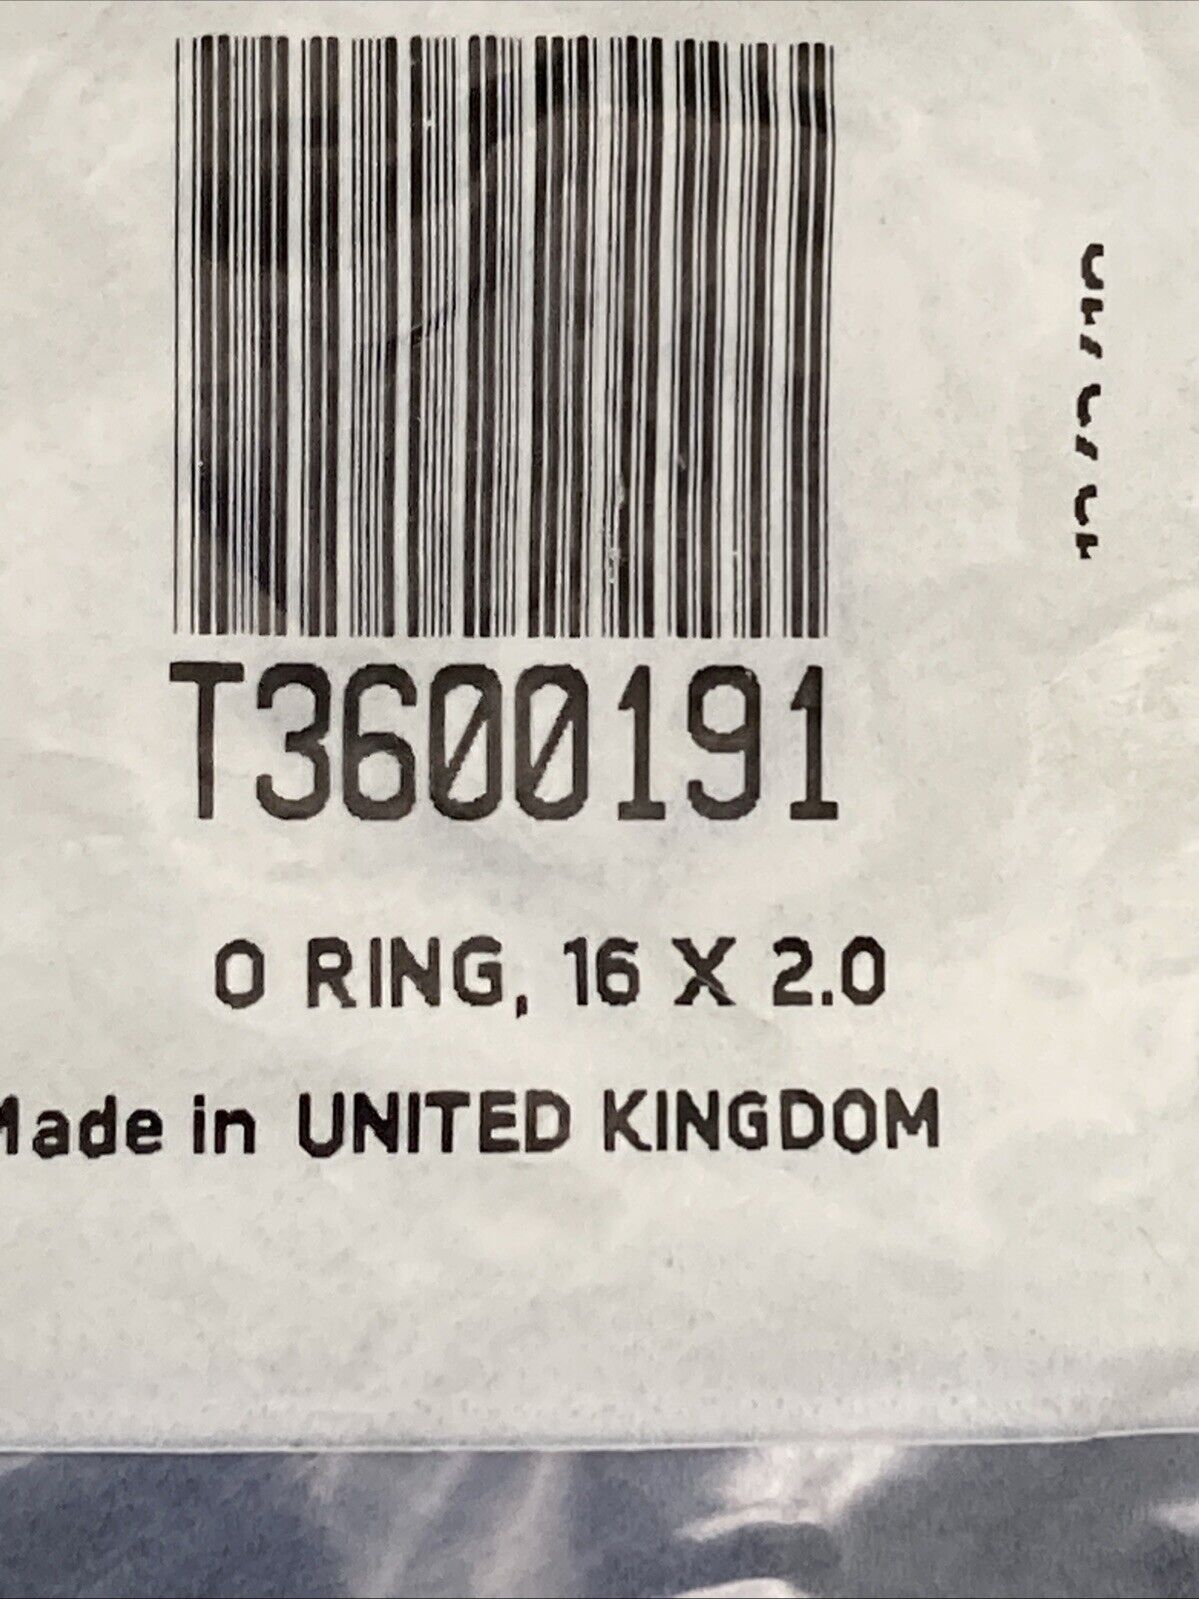 T3600191
O RING, 16 X 2.0
Made in UNITED KINGDOM